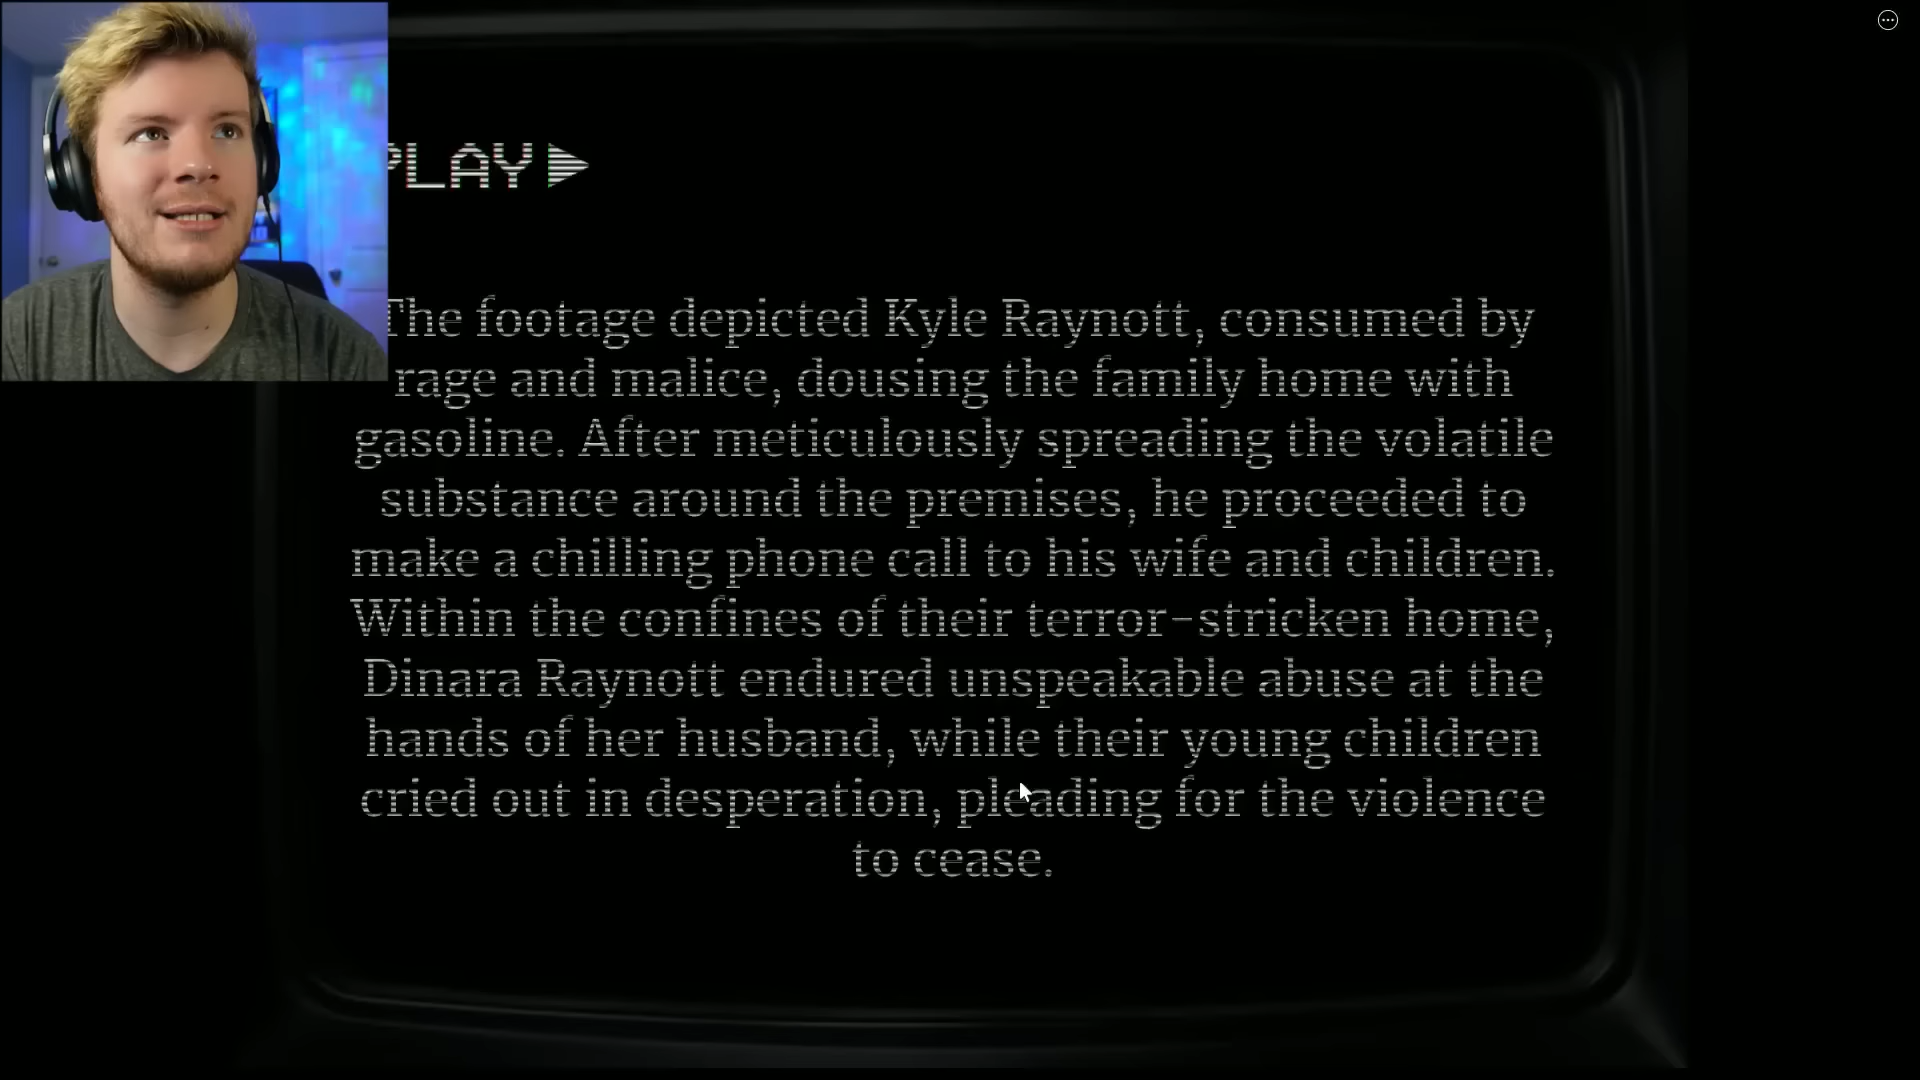 PLAY
The footage depicted Kyle Raynott, consumed by
rage and malice, dousing the family home with
gasoline. After meticulously spreading the volatile
substance around the premises, he proceeded to
make a chilling phone call to his wife and children.
Within the confines of their terror-stricken home,
Dinara Raynott endured unspeakable abuse at the
hands of her husband, while their young children
cried out in desperation, pleading for the violence
to cease.